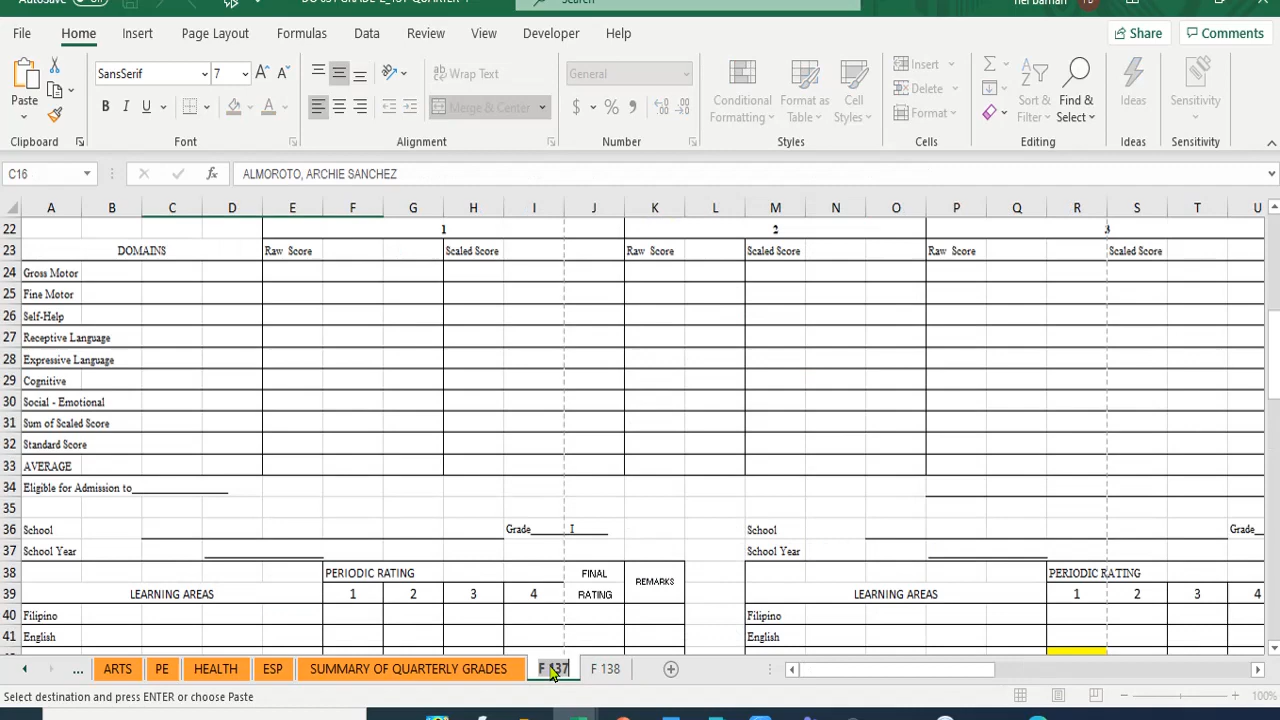 File Home Insert Page Layout Formulas Data Review View Developer Help Share Comments
SansSerif 7 Wrap Text General Insert
Paste B I U Merge & Center $ % Conditional Formatting Format as Table Cell Styles Delete Format Sort & Filter Find & Select Ideas Sensitivity
Clipboard Font Alignment Number Styles Cells Editing Ideas Sensitivity
C16 fx ALMOROTO, ARCHIE SANCHEZ
A B C D E F G H I J K L M N O P Q R S T U
22 1 2 3
23 DOMAINS Raw Score Scaled Score Raw Score Scaled Score Raw Score Scaled Score
24 Gross Motor
25 Fine Motor
26 Self-Help
27 Receptive Language
28 Expressive Language
29 Cognitive
30 Social - Emotional
31 Sum of Scaled Score
32 Standard Score
33 AVERAGE
34 Eligible for Admission to
35
36 School Grade I School Grade
37 School Year School Year
38 PERIODIC RATING FINAL REMARKS PERIODIC RATING
39 LEARNING AREAS 1 2 3 4 RATING LEARNING AREAS 1 2 3 4
40 Filipino Filipino
41 English English
... ARTS PE HEALTH ESP SUMMARY OF QUARTERLY GRADES F 137 F 138
Select destination and press ENTER or choose Paste 100%